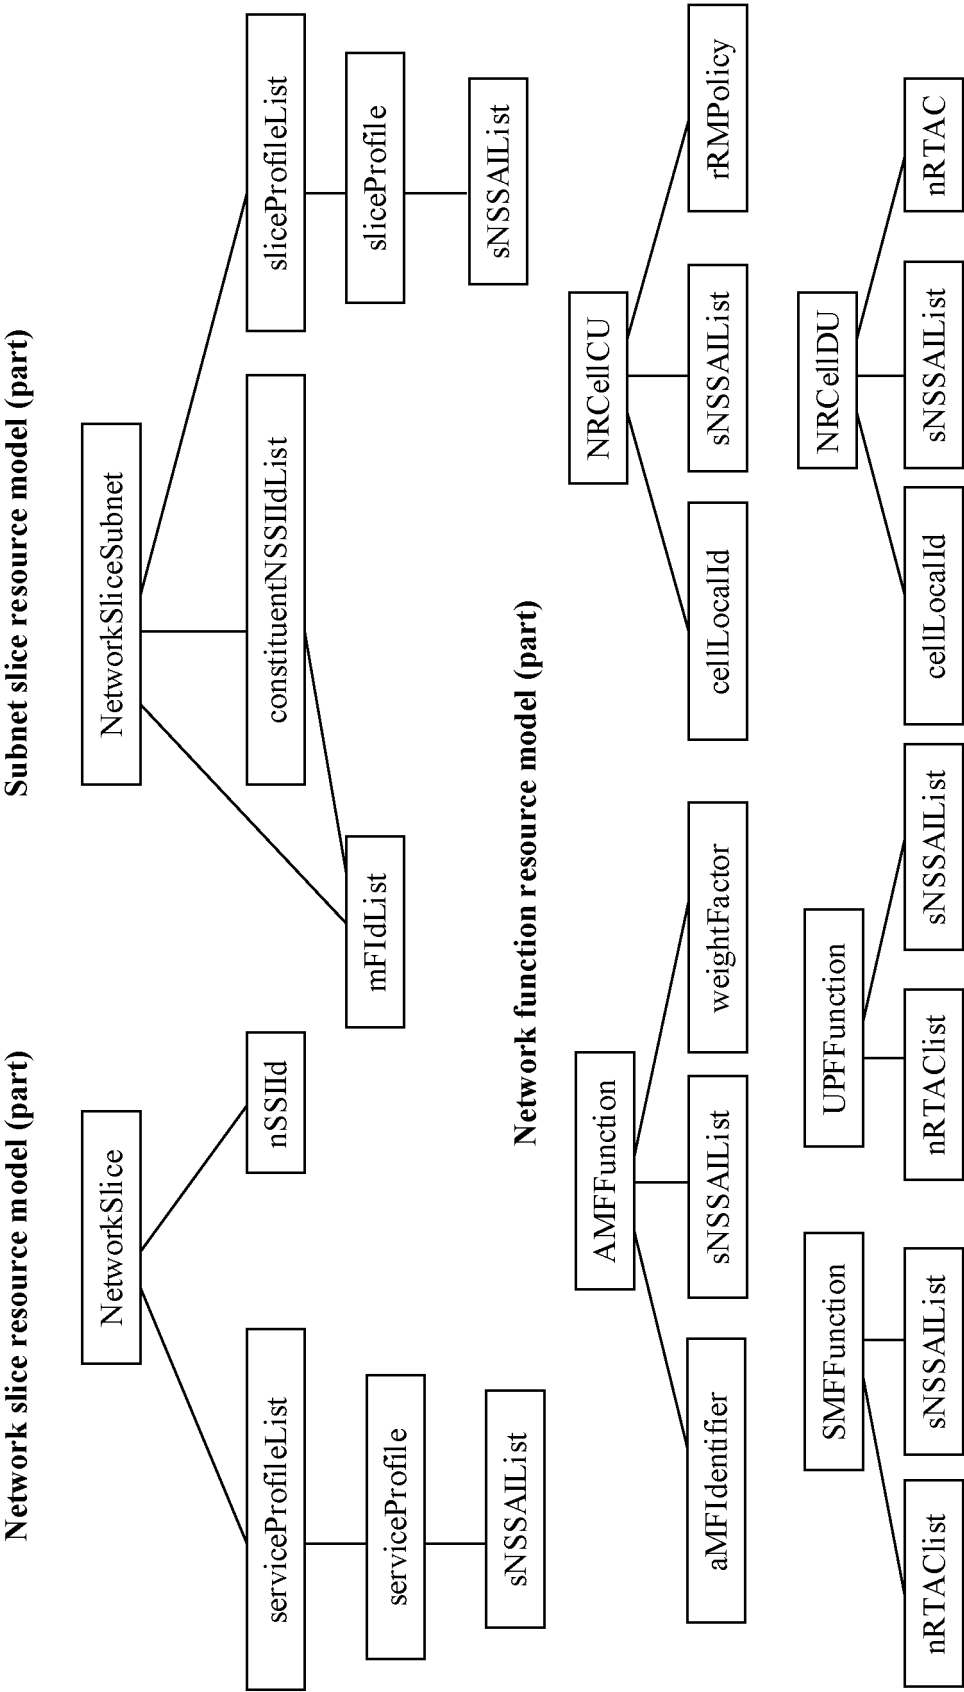 Network slice resource model (part)
NetworkSlice
serviceProfileList
nSSIId
serviceProfile
sNSSAIList
Subnet slice resource model (part)
NetworkSliceSubnet
constituentNSSIIdList
sliceProfileList
mFIdList
sliceProfile
sNSSAIList
Network function resource model (part)
AMFFunction
aMFIdentifier
sNSSAIList
weightFactor
NRCellCU
cellLocalId
sNSSAIList
rRMPolicy
SMFFunction
nRTAClist
sNSSAIList
UPFFunction
nRTAClist
sNSSAIList
NRCellDU
cellLocalId
sNSSAIList
nRTAC